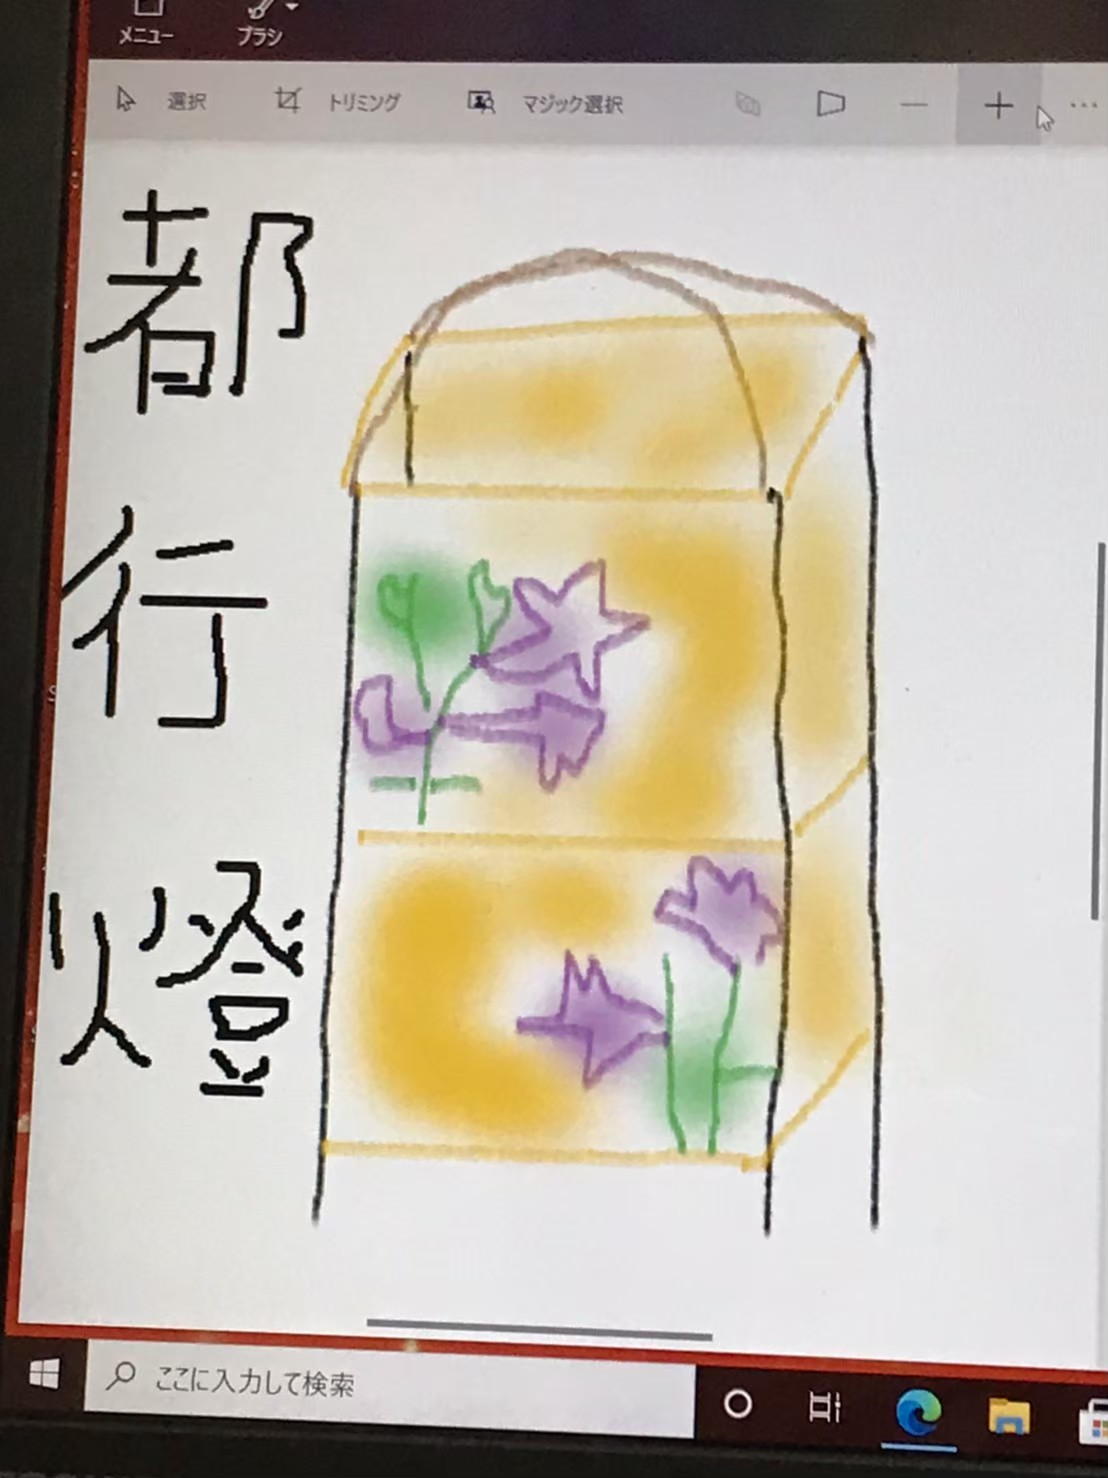 メニュー
ブラシ
選択
トリミング
マジック選択
都
行
燈
ここに入力して検索